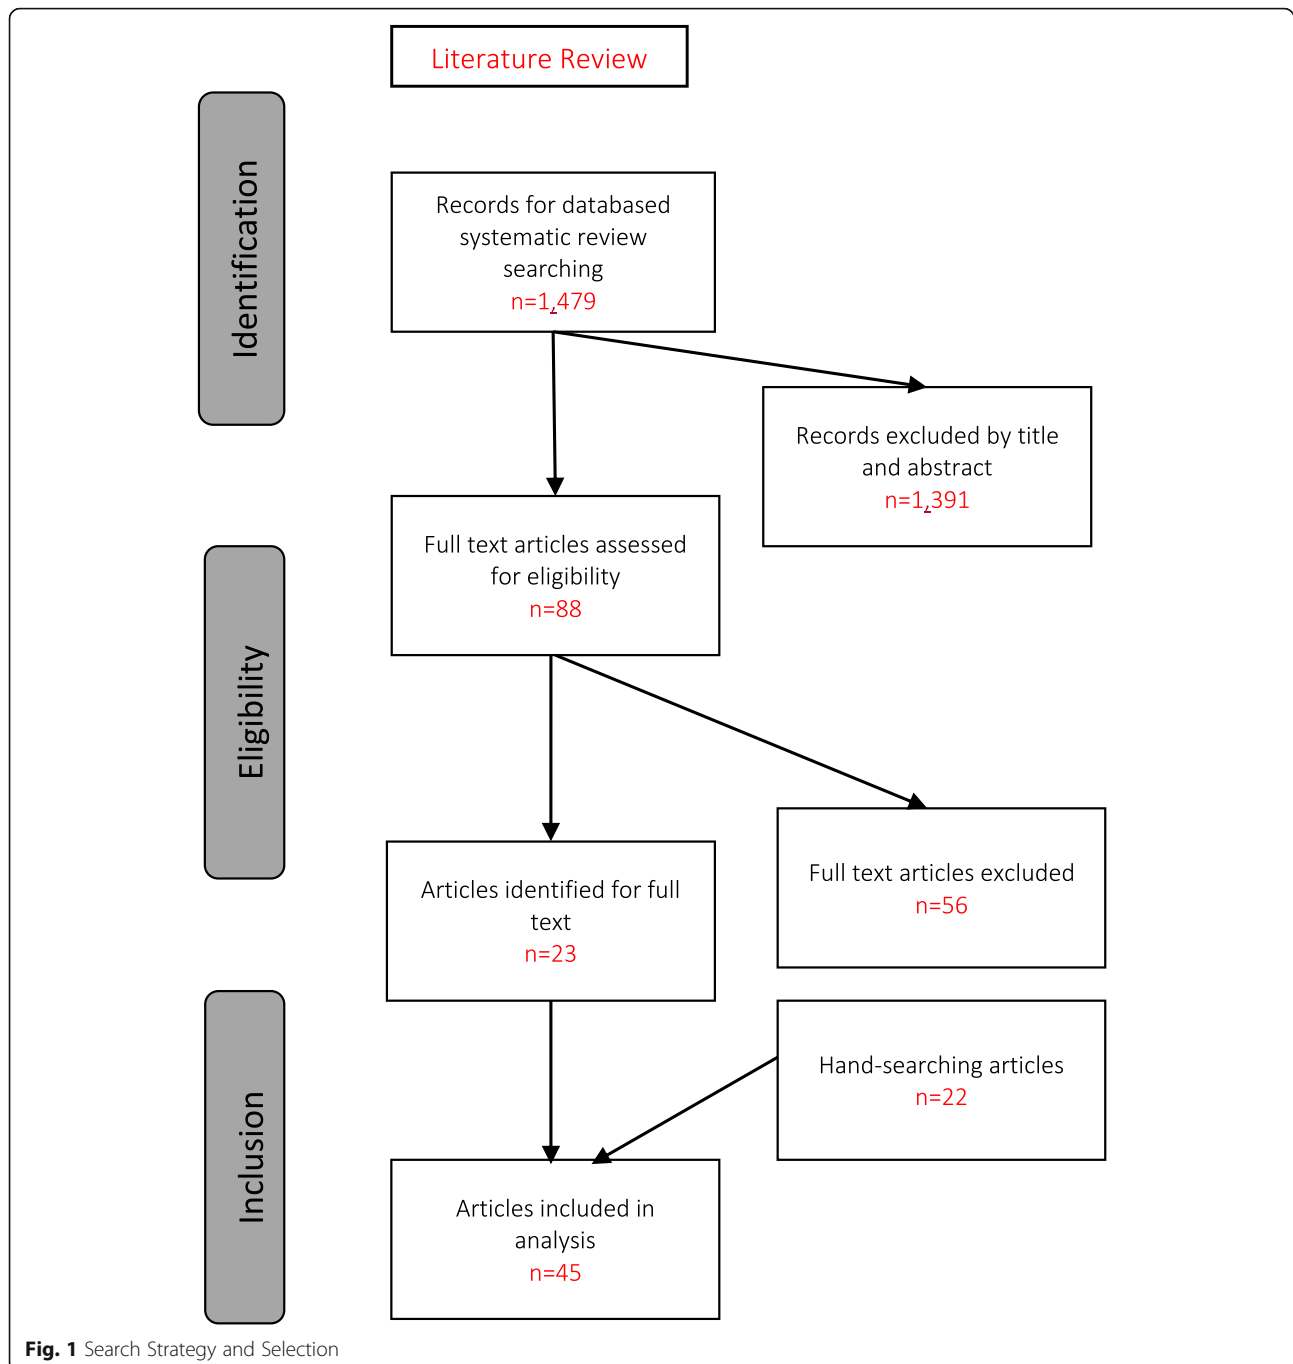 Literature Review
Identification
Records for databased
systematic review
searching
n=1,479
Records excluded by title
and abstract
n=1,391
Full text articles assessed
for eligibility
n=88
Eligibility
Full text articles excluded
n=56
Articles identified for full
text
n=23
Inclusion
Hand-searching articles
n=22
Articles included in
analysis
n=45
Fig. 1 Search Strategy and Selection